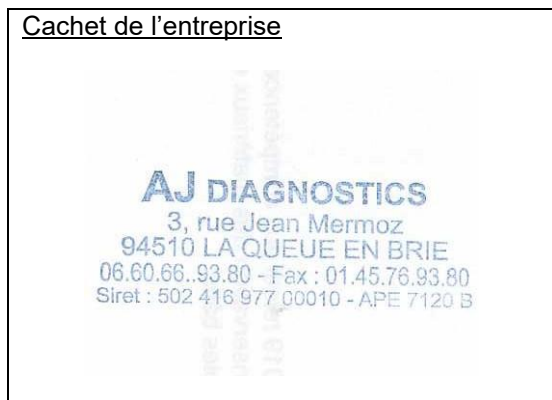 Cachet de l'entreprise
AJ DIAGNOSTICS
3, rue Jean Mermoz
94510 LA QUEUE EN BRIE
06.60.66..93.80 - Fax : 01.45.76.93.80
Siret : 502 416 977 00010 - APE 7120 B